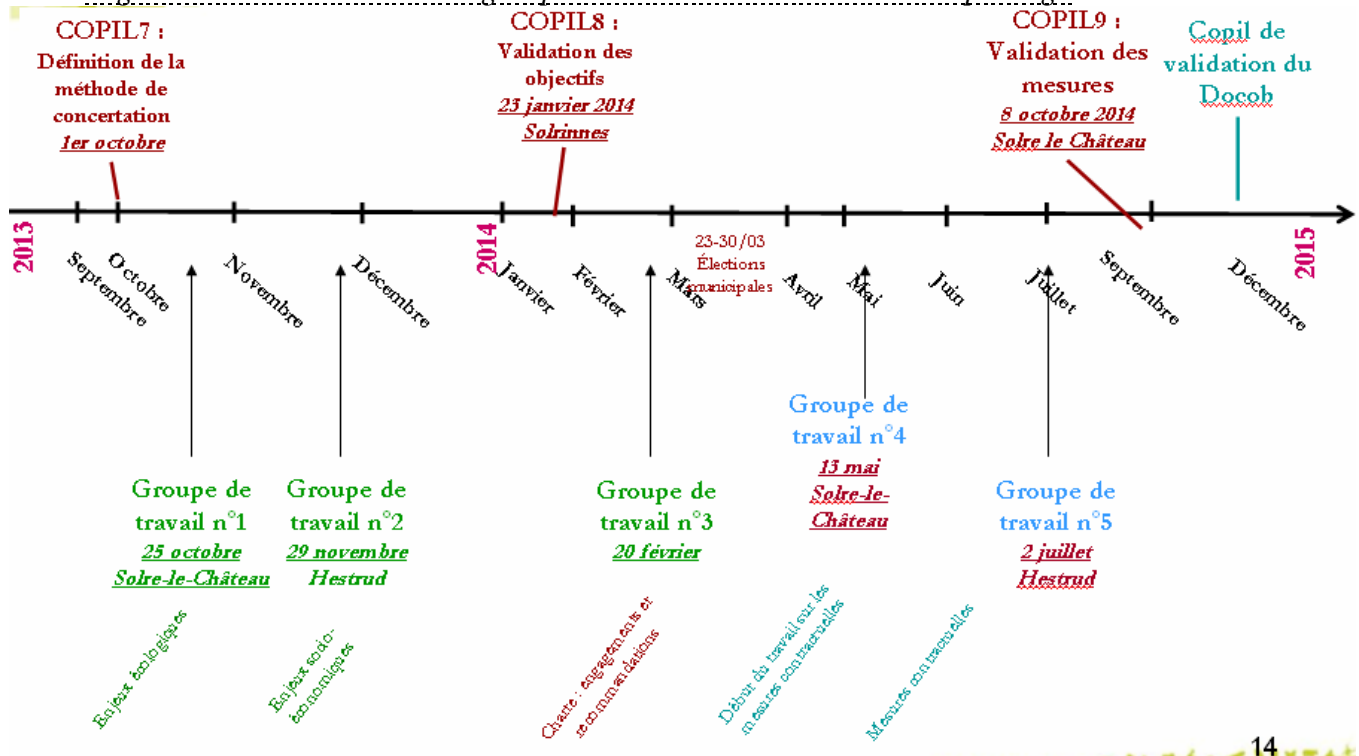 COPIL7 :
Définition de la
méthode de
concertation
1er octobre
COPIL8 :
Validation des
objectifs
23 janvier 2014
Solrinnes
COPIL9 :
Validation des
mesures
8 octobre 2014
Solre le Château
Copil de
validation du
Docob
2013
Septembre
Octobre
Novembre
Décembre
2014
Janvier
Février
Mars
23-30/03
Élections
municipales
Avril
Mai
Juin
Juillet
Septembre
Décembre
2015
Groupe de
travail n°1
25 octobre
Solre-le-Château
Groupe de
travail n°2
29 novembre
Hestrud
Groupe de
travail n°3
20 février
Groupe de
travail n°4
13 mai
Solre-le-
Château
Groupe de
travail n°5
2 juillet
Hestrud
Enjeux écologiques
Enjeux socio-
économiques
Charte : engagements et
recommandations
Début du travail sur les
mesures contractuelles
Mesures contractuelles
14